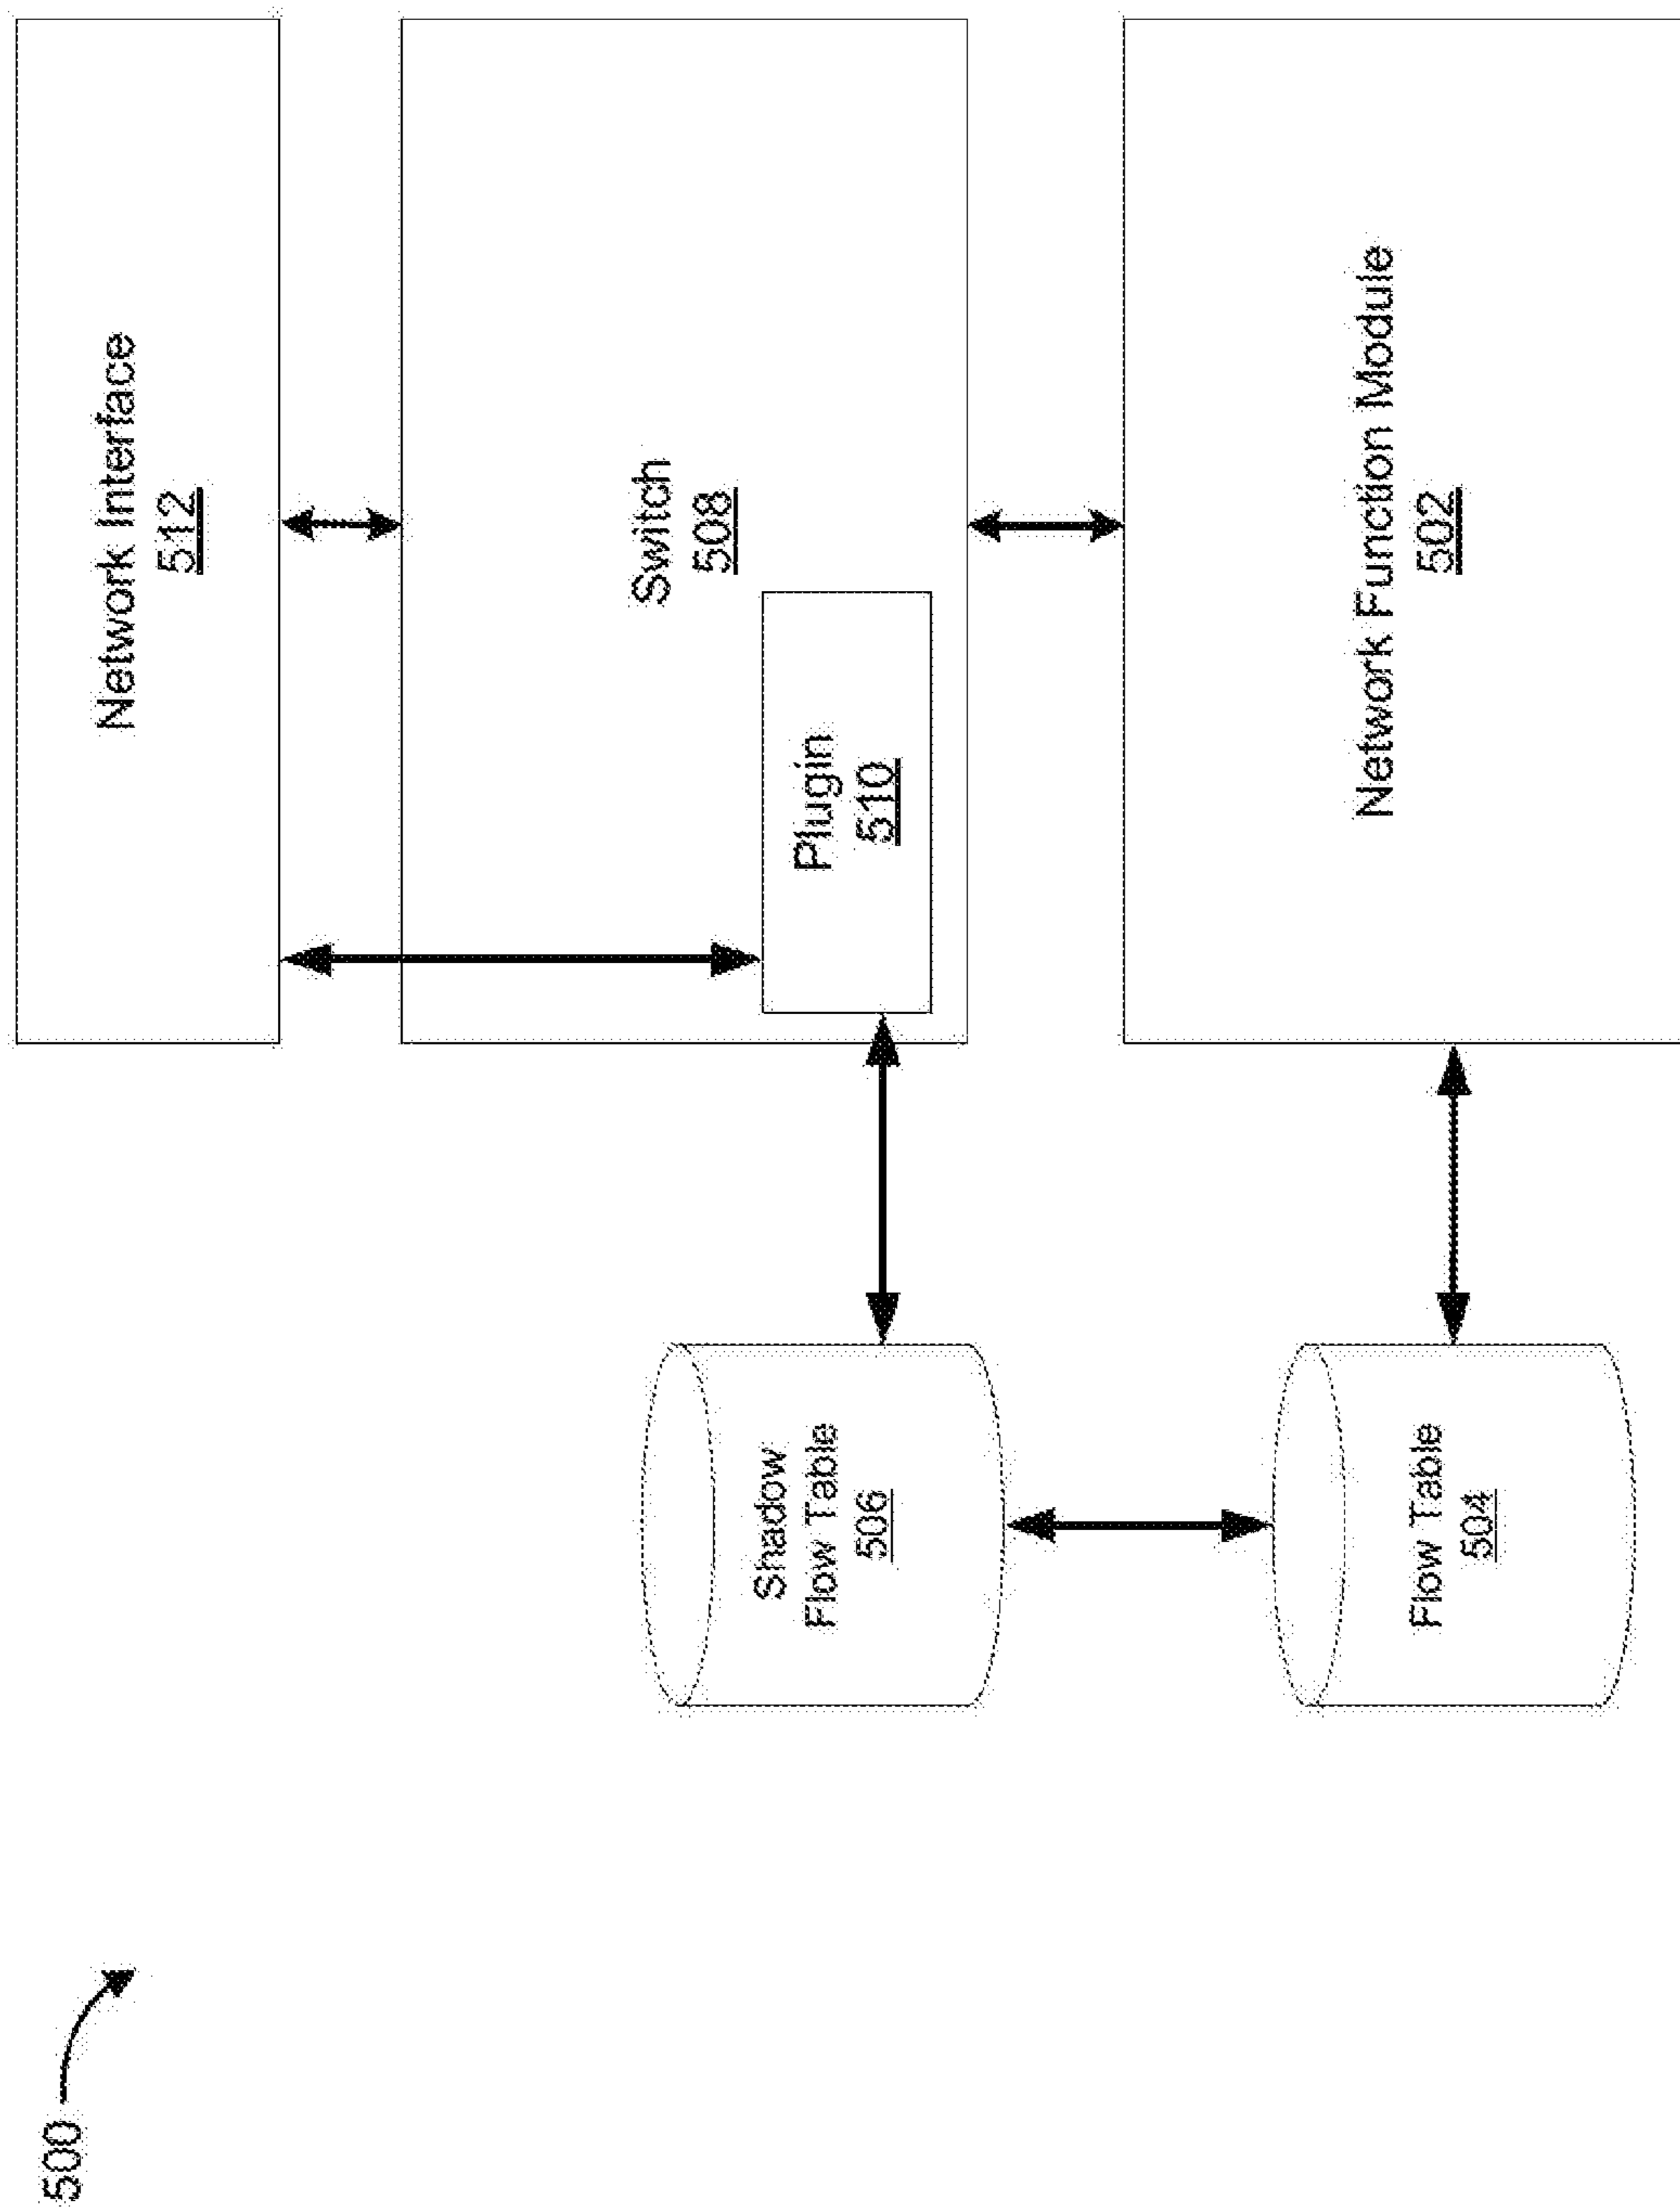 500
Network Interface
512
Switch
508
Plugin
510
Shadow
Flow Table
506
Network Function Module
502
Flow Table
504